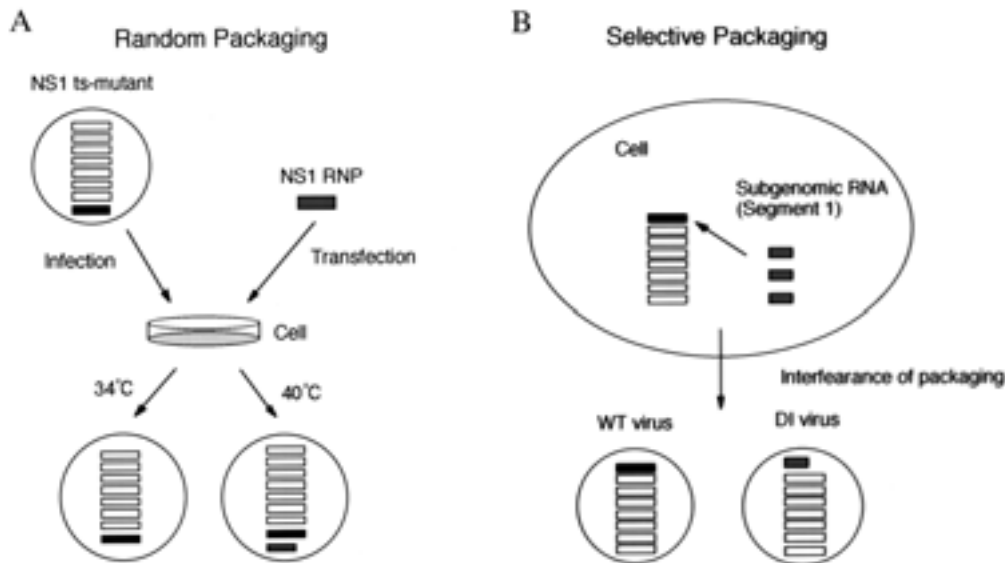 A
Random Packaging
NS1 ts-mutant
NS1 RNP
Infection
Transfection
Cell
34°C
40°C
B
Selective Packaging
Cell
Subgenomic RNA
(Segment 1)
Interfearance of packaging
WT virus
DI virus